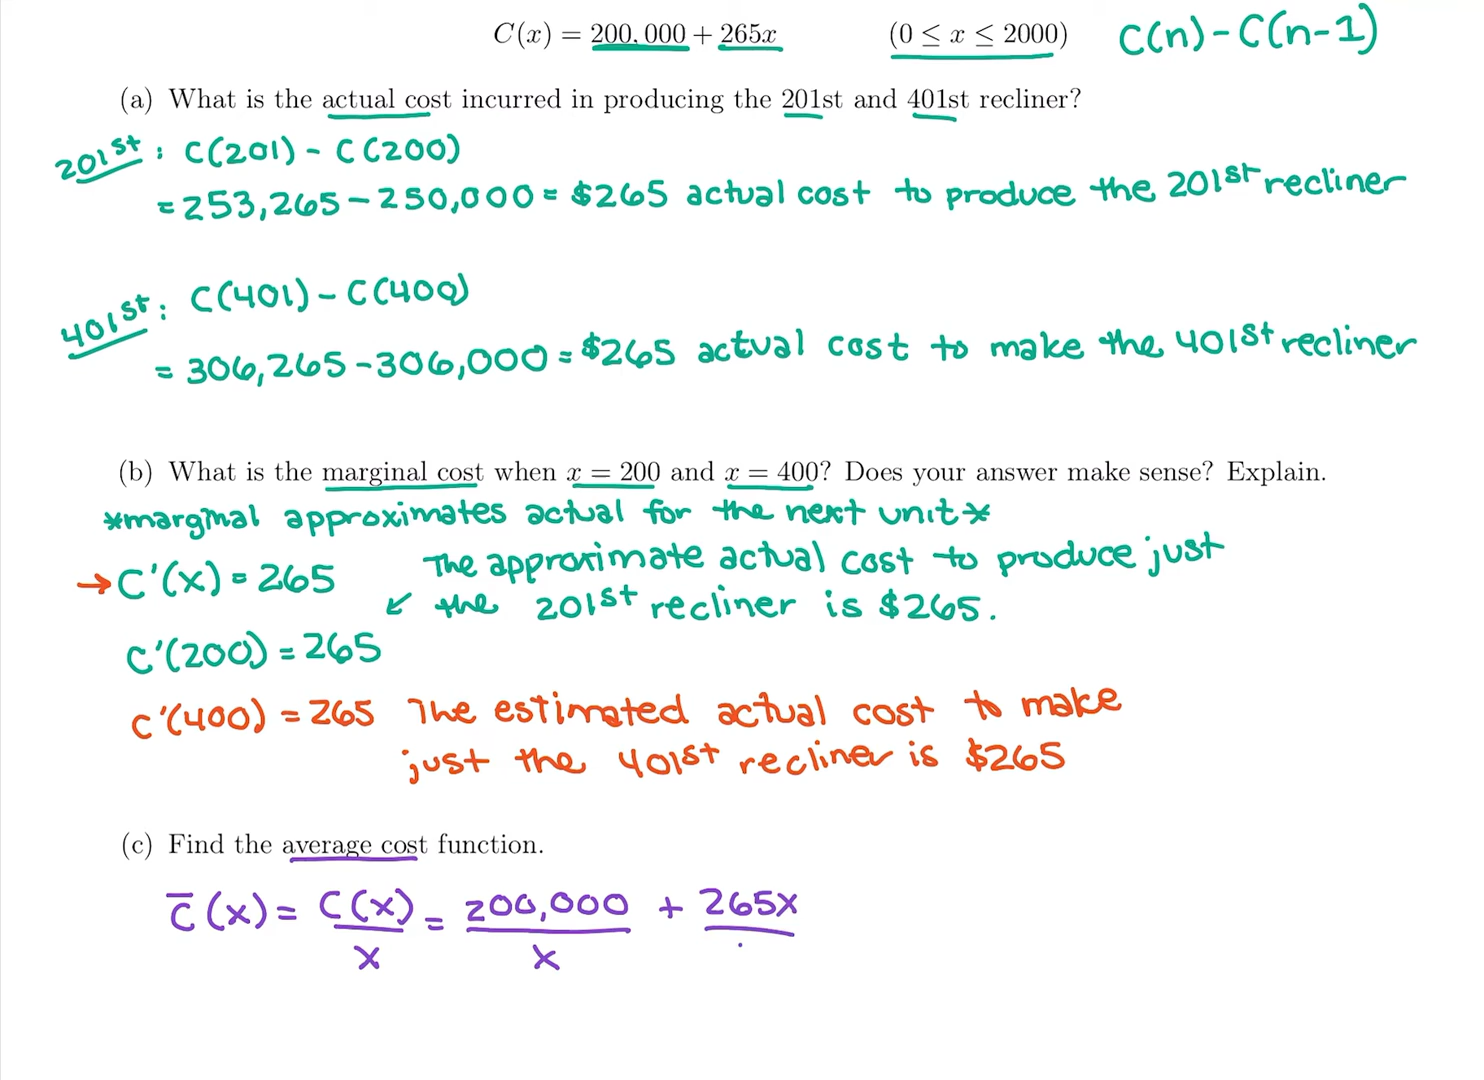 C(x) = 200,000 + 265x (0 ≤ x ≤ 2000) C(n) - C(n-1)
(a) What is the actual cost incurred in producing the 201st and 401st recliner?
201st: C(201) - C(200)
= 253,265 - 250,000 = $265 actual cost to produce the 201st recliner
401st: C(401) - C(400)
= 306,265 - 306,000 = $265 actual cost to make the 401st recliner
(b) What is the marginal cost when x = 200 and x = 400? Does your answer make sense? Explain.
*marginal approximates actual for the next unit*
→ C'(x) = 265 The approximate actual cost to produce just
↙ the 201st recliner is $265.
C'(200) = 265
C'(400) = 265 The estimated actual cost to make
just the 401st recliner is $265
(c) Find the average cost function.
C̅(x) = C(x)/x = 200,000/x + 265x